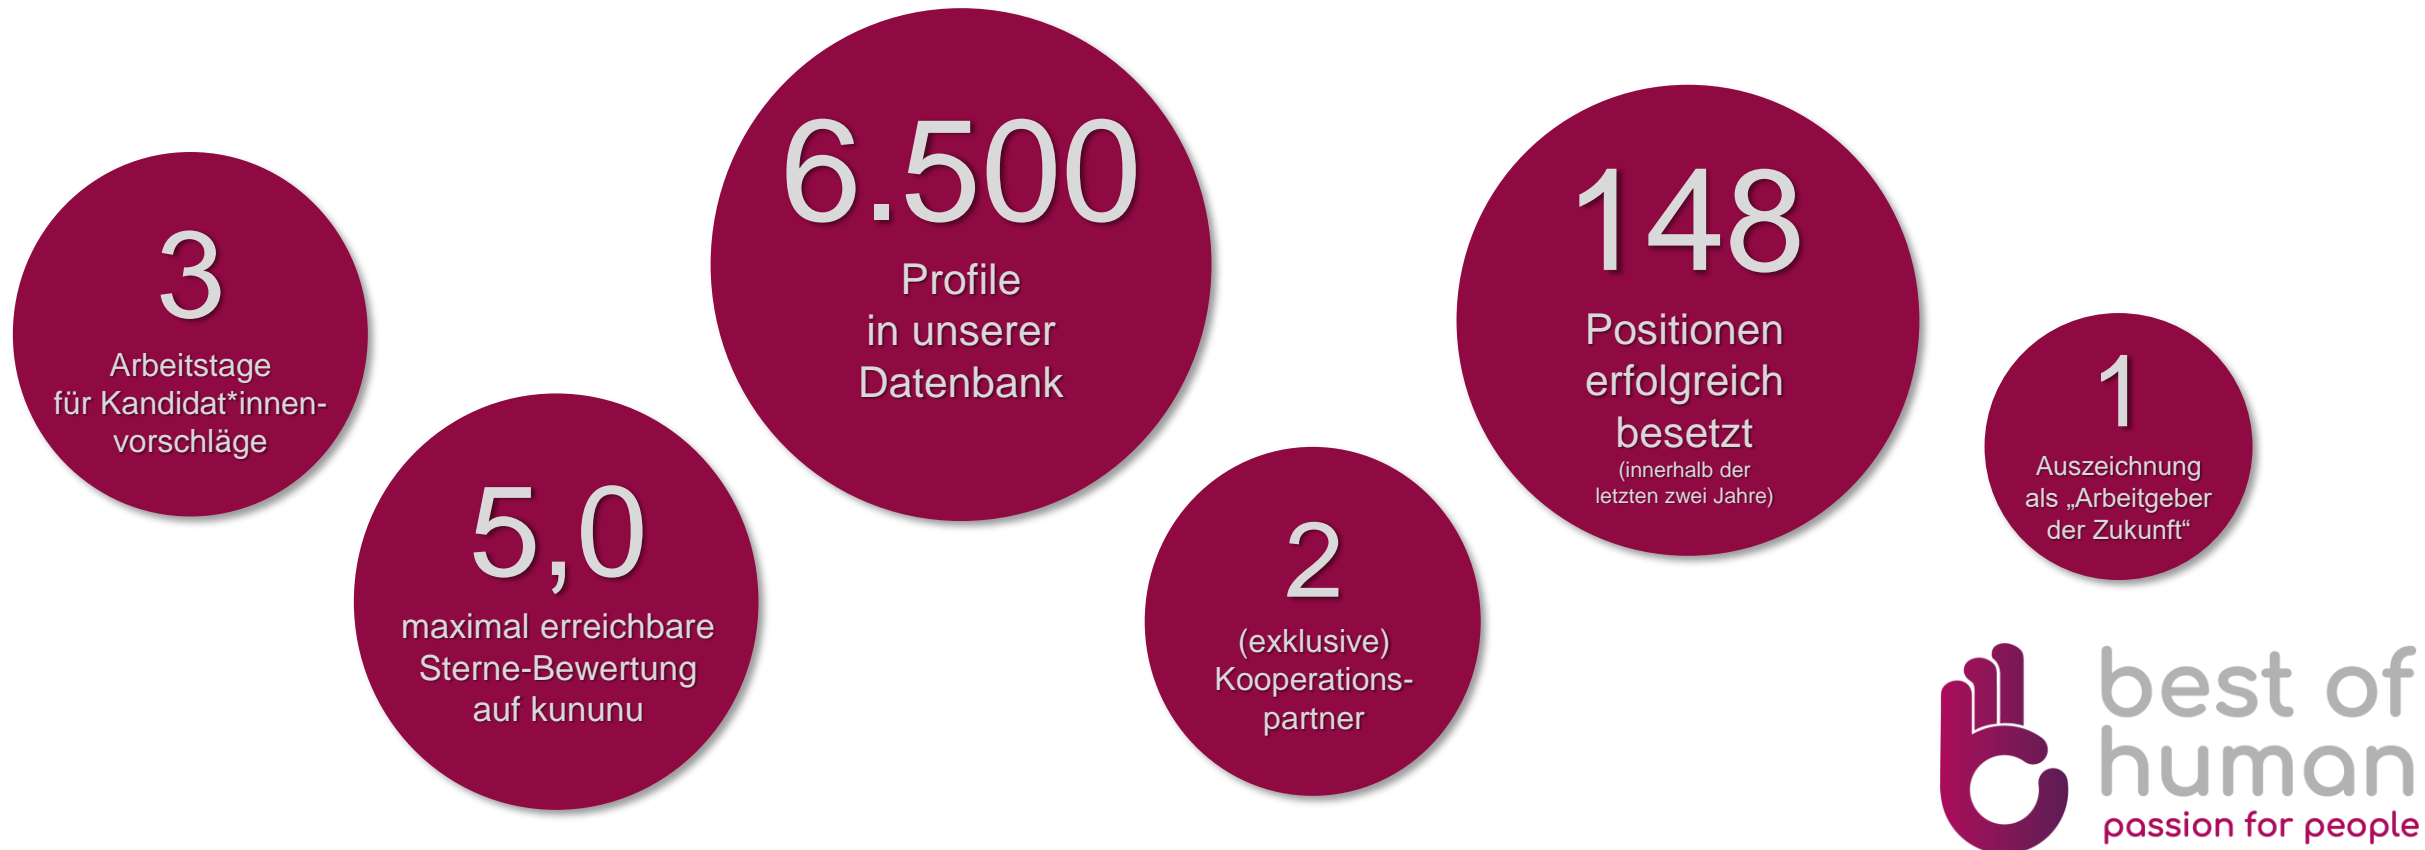 3
Arbeitstage
für Kandidat*innen-
vorschläge
5,0
maximal erreichbare
Sterne-Bewertung
auf kununu
6.500
Profile
in unserer
Datenbank
2
(exklusive)
Kooperations-
partner
148
Positionen
erfolgreich
besetzt
(innerhalb der
letzten zwei Jahre)
1
Auszeichnung
als „Arbeitgeber
der Zukunft“
best of
human
passion for people